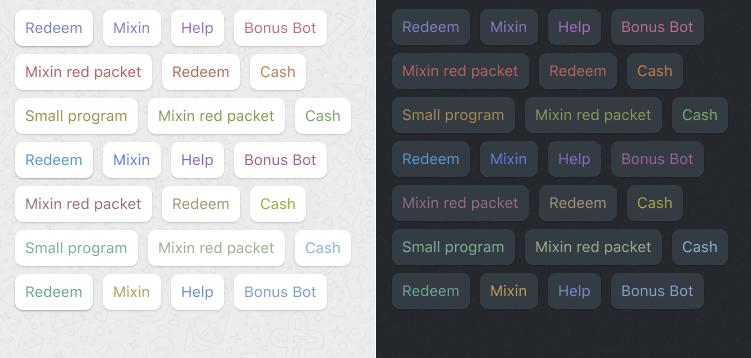 Redeem Mixin Help Bonus Bot
Mixin red packet Redeem Cash
Small program Mixin red packet Cash
Redeem Mixin Help Bonus Bot
Mixin red packet Redeem Cash
Small program Mixin red packet Cash
Redeem Mixin Help Bonus Bot
Redeem Mixin Help Bonus Bot
Mixin red packet Redeem Cash
Small program Mixin red packet Cash
Redeem Mixin Help Bonus Bot
Mixin red packet Redeem Cash
Small program Mixin red packet Cash
Redeem Mixin Help Bonus Bot